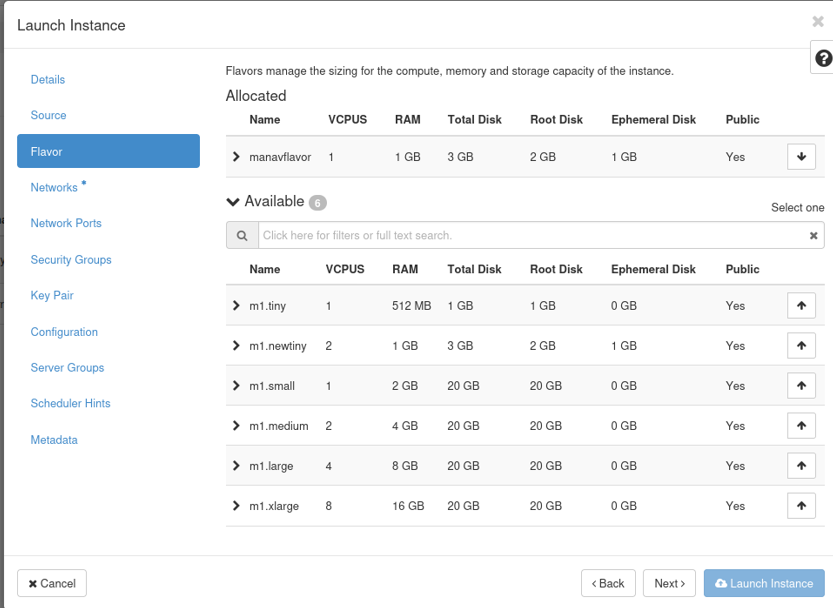 Launch Instance
Details
Source
Flavor
Networks *
Network Ports
Security Groups
Key Pair
Configuration
Server Groups
Scheduler Hints
Metadata
?
Flavors manage the sizing for the compute, memory and storage capacity of the instance.
Allocated
Name VCPUS RAM Total Disk Root Disk Ephemeral Disk Public
manavflavor 1 1 GB 3 GB 2 GB 1 GB Yes
Available 6
Select one
Click here for filters or full text search.
Name VCPUS RAM Total Disk Root Disk Ephemeral Disk Public
m1.tiny 1 512 MB 1 GB 1 GB 0 GB Yes
m1.newtiny 2 1 GB 3 GB 2 GB 1 GB Yes
m1.small 1 2 GB 20 GB 20 GB 0 GB Yes
m1.medium 2 4 GB 20 GB 20 GB 0 GB Yes
m1.large 4 8 GB 20 GB 20 GB 0 GB Yes
m1.xlarge 8 16 GB 20 GB 20 GB 0 GB Yes
Cancel
Back
Next
Launch Instance